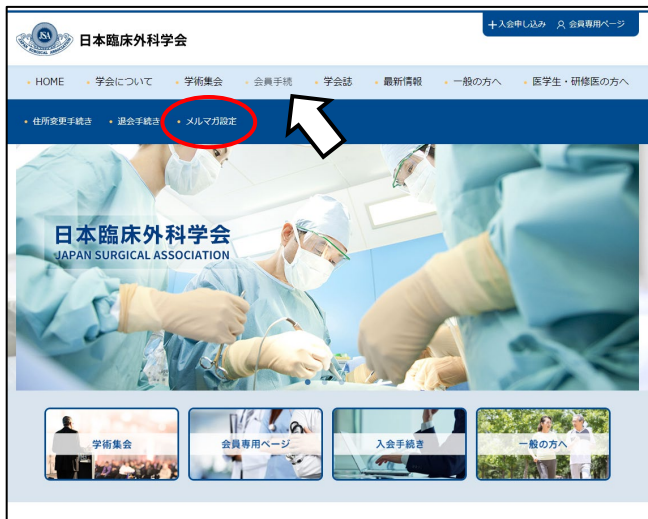 JSA
JAPAN SURGICAL ASSOCIATION
日本臨床外科学会
+入会申し込み 会員専用ページ
HOME 学会について 学術集会 会員手続 学会誌 最新情報 一般の方へ 医学生・研修医の方へ
住所変更手続き 退会手続き メルマガ設定
日本臨床外科学会
JAPAN SURGICAL ASSOCIATION
学術集会 会員専用ページ 入会手続き 一般の方へ